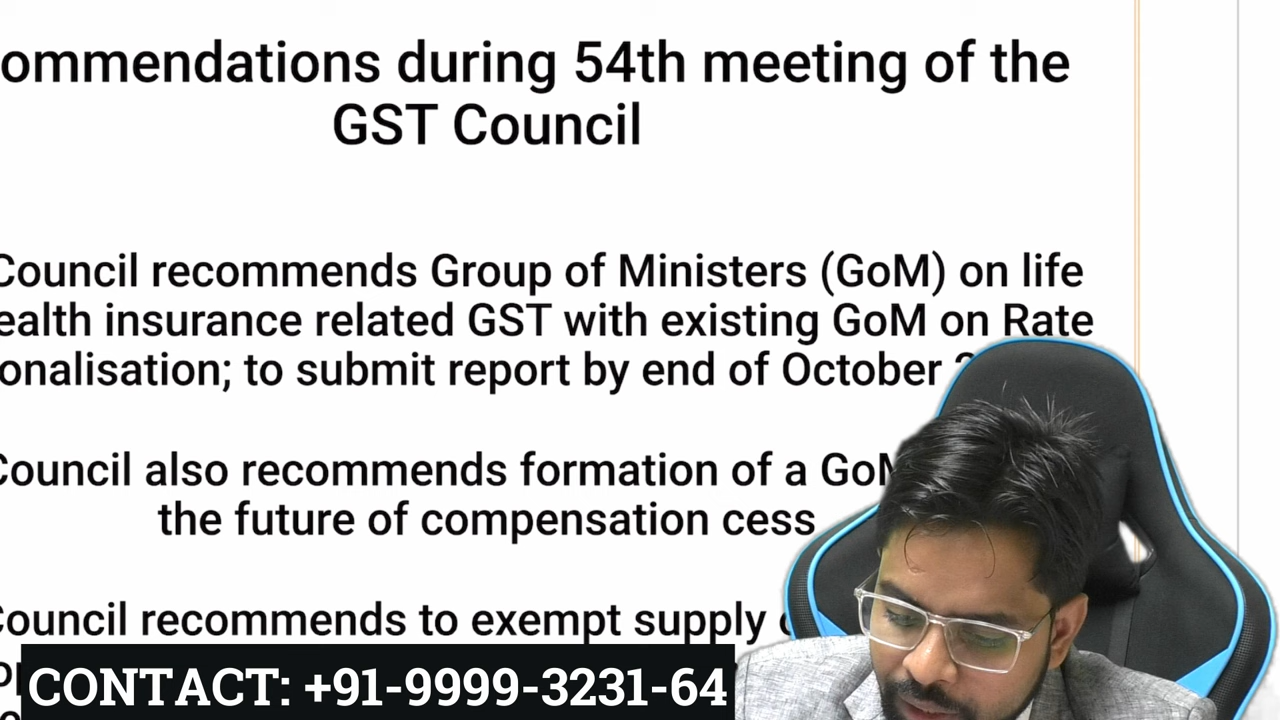 ommendations during 54th meeting of the
GST Council
Council recommends Group of Ministers (GoM) on life
ealth insurance related GST with existing GoM on Rate
onalisation; to submit report by end of October
Council also recommends formation of a GoM
the future of compensation cess
Council recommends to exempt supply
CONTACT: +91-9999-3231-64